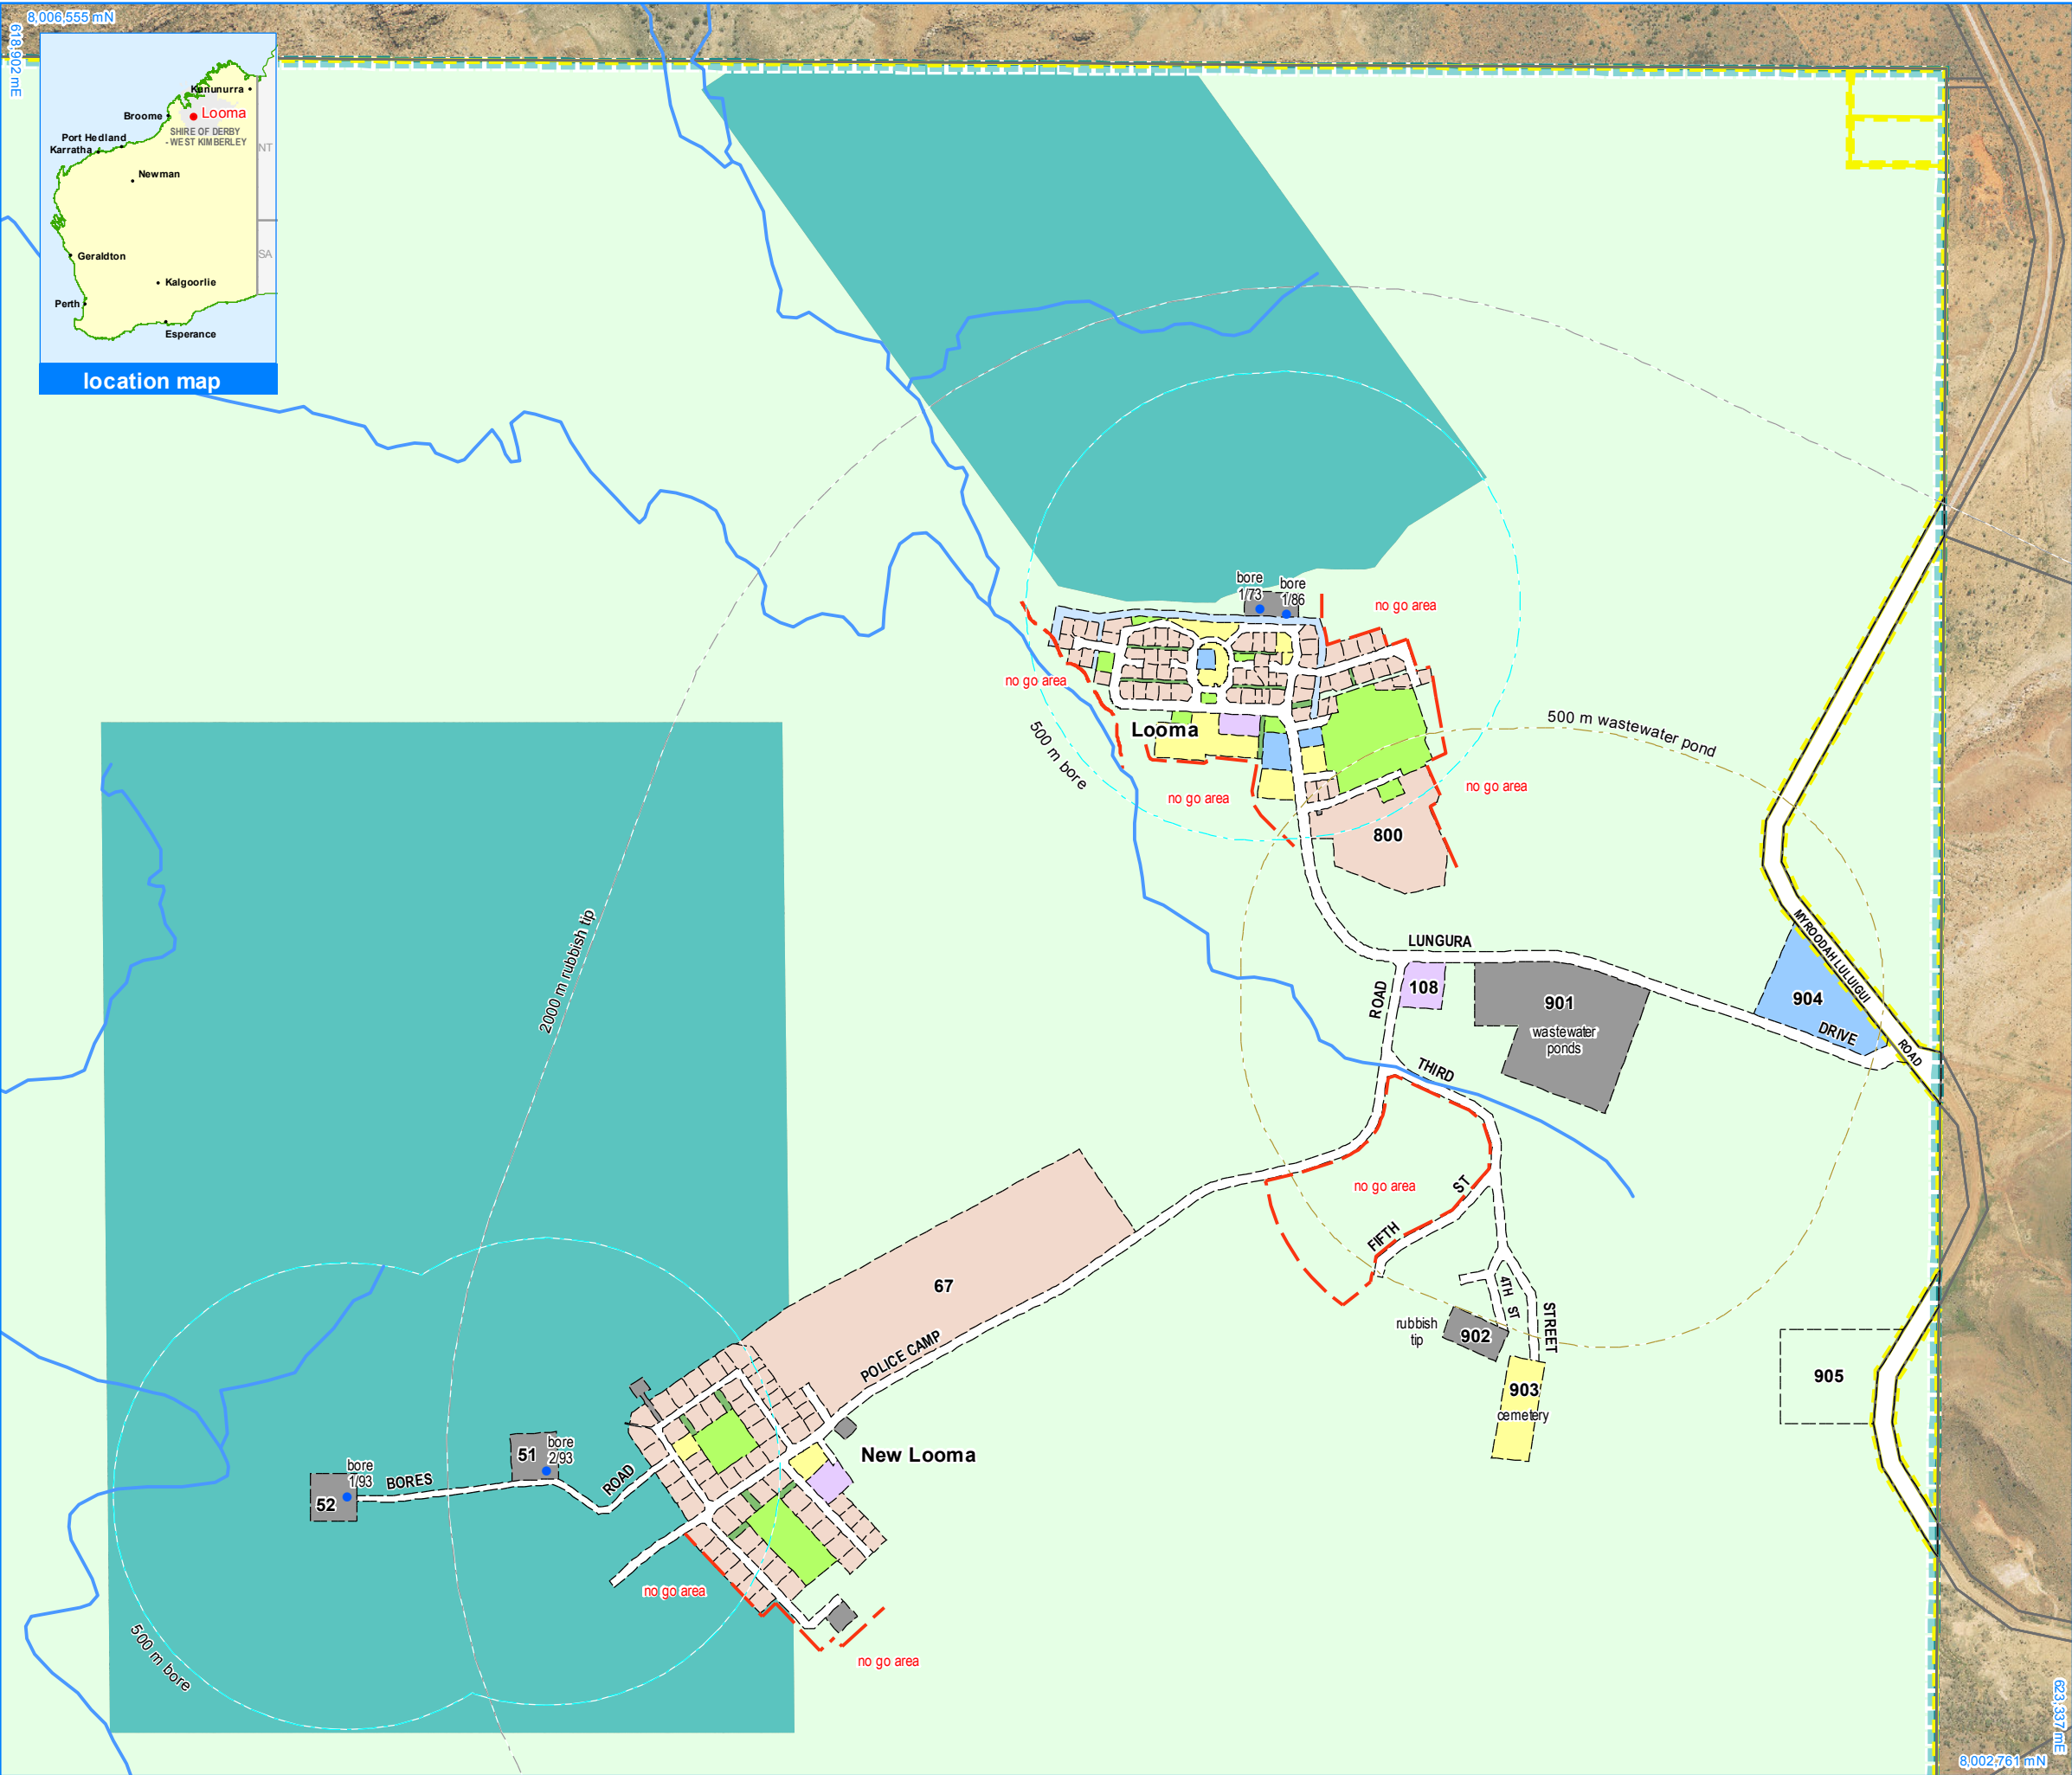 8,006,555 mN
618,902 mE
Kununurra
Looma
Broome
SHIRE OF DERBY
- WEST KIMBERLEY
Port Hedland
Karratha
NT
Newman
SA
Geraldton
Kalgoorlie
Perth
Esperance
location map
bore
1/73
bore
1/86
no go area
no go area
Looma
500 m bore
no go area
no go area
500 m wastewater pond
800
2000 m rubbish tip
LUNGURA
DRIVE
MYROODAH LULUIGUI
ROAD
108
901
wastewater
ponds
904
ROAD
THIRD
no go area
FIFTH
ST
4TH
ST
STREET
rubbish
tip
902
903
cemetery
905
67
POLICE CAMP
New Looma
51
bore
2/93
52
bore
1/93
BORES
ROAD
no go area
no go area
500 m bore
623,337 mE
8,002,761 mN